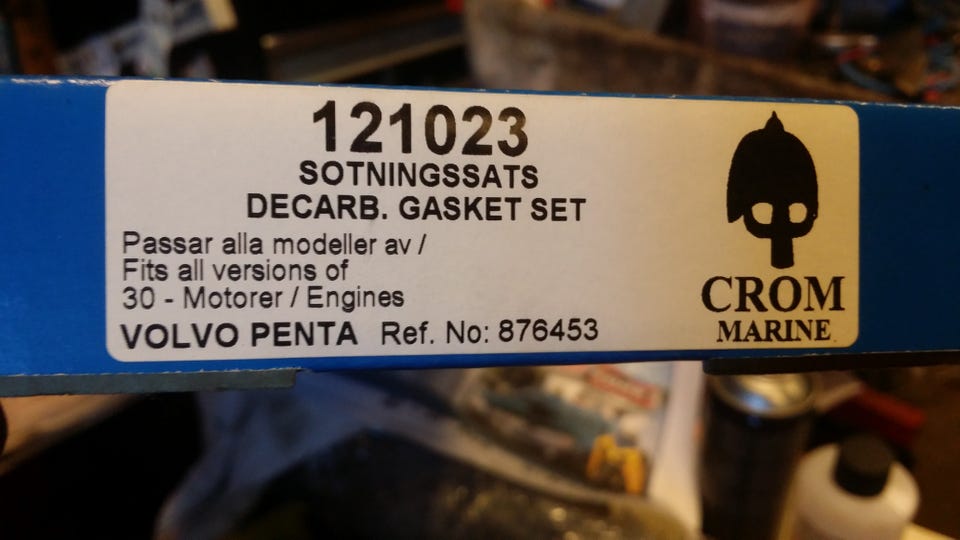 121023
SOTNINGSSATS
DECARB. GASKET SET
Passar alla modeller av /
Fits all versions of
30 - Motorer / Engines
VOLVO PENTA Ref. No: 876453
CROM
MARINE